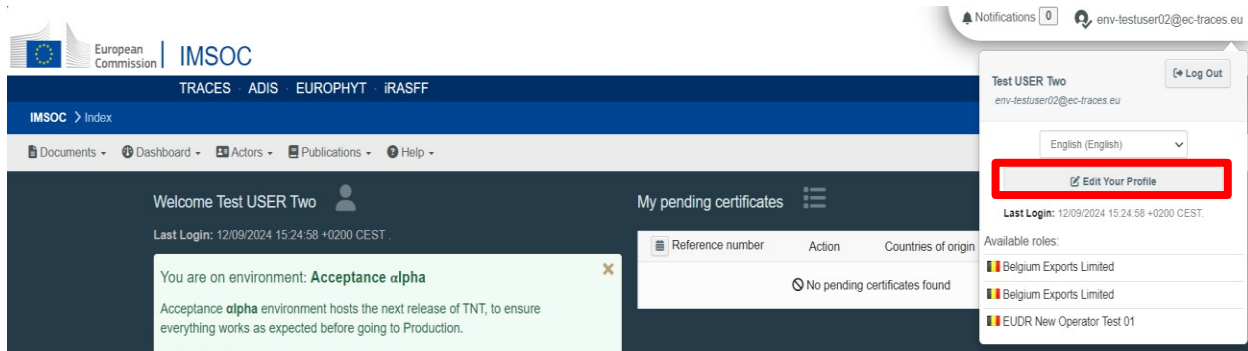 Notifications 0 env-testuser02@ec-traces.eu
European Commission IMSOC
TRACES · ADIS · EUROPHYT · iRASFF
IMSOC > Index
Documents Dashboard Actors Publications Help
Test USER Two
Log Out
env-testuser02@ec-traces.eu
English (English)
Edit Your Profile
Last Login: 12/09/2024 15:24:58 +0200 CEST.
Available roles:
Belgium Exports Limited
Belgium Exports Limited
EUDR New Operator Test 01
Welcome Test USER Two
Last Login: 12/09/2024 15:24:58 +0200 CEST .
You are on environment: Acceptance αlpha
Acceptance αlpha environment hosts the next release of TNT, to ensure
everything works as expected before going to Production.
My pending certificates
Reference number Action Countries of origin
No pending certificates found